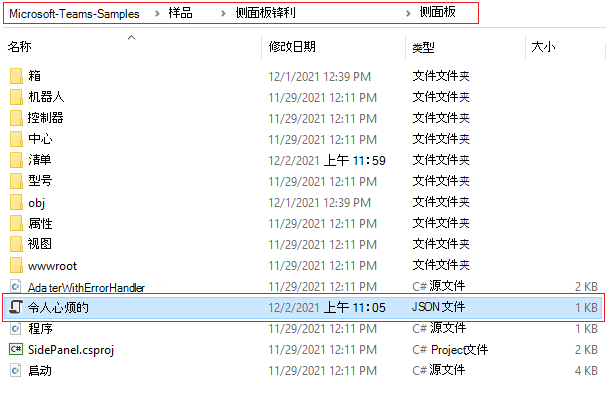 Microsoft-Teams-Samples > 样品 > 侧面板锋利 > 侧面板
名称 修改日期 类型 大小
箱 12/1/2021 12:39 PM 文件文件夹
机器人 11/29/2021 12:11 PM 文件文件夹
控制器 11/29/2021 12:11 PM 文件文件夹
中心 11/29/2021 12:11 PM 文件文件夹
清单 12/2/2021 上午 11:59 文件文件夹
型号 11/29/2021 12:11 PM 文件文件夹
obj 12/1/2021 12:39 PM 文件文件夹
属性 11/29/2021 12:11 PM 文件文件夹
视图 11/29/2021 12:11 PM 文件文件夹
wwwroot 11/29/2021 12:11 PM 文件文件夹
AdaterWithErrorHandler 11/29/2021 12:11 PM C# 源文件 2 KB
令人心烦的 12/2/2021 上午 11:05 JSON 文件 1 KB
程序 11/29/2021 12:11 PM C# 源文件 1 KB
SidePanel.csproj 11/29/2021 12:11 PM C# Project文件 2 KB
启动 11/29/2021 12:11 PM C# 源文件 4 KB